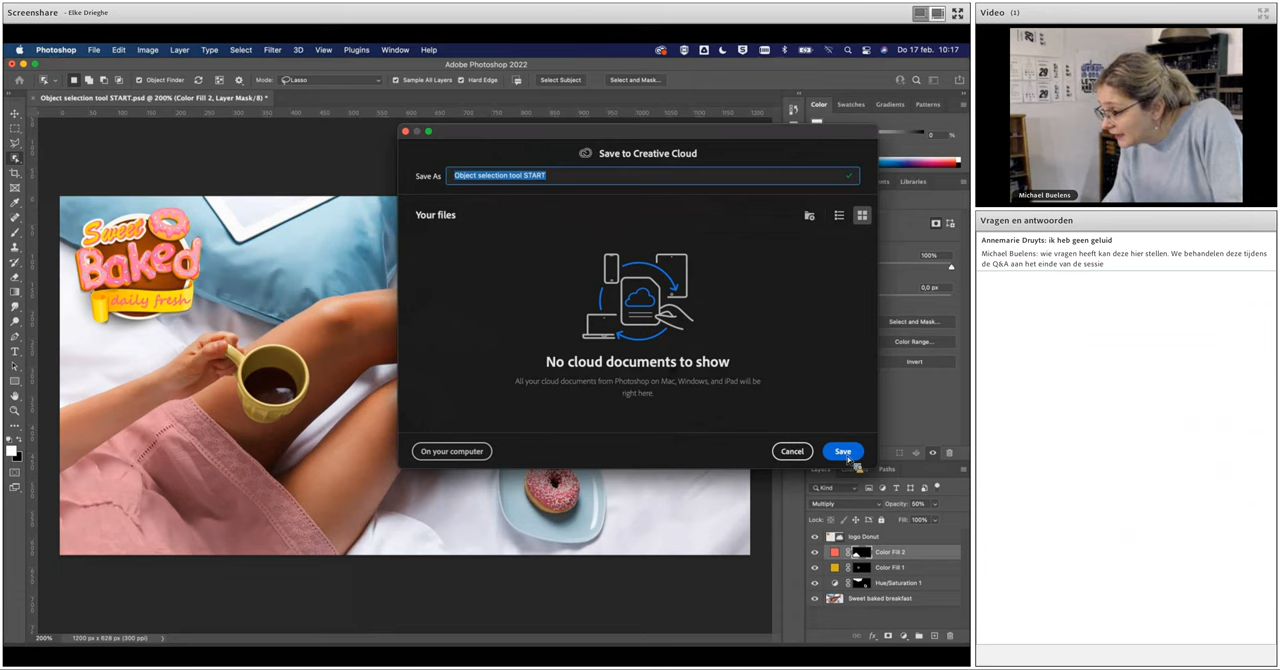 Screenshare - Elke Drieghe
Photoshop File Edit Image Layer Type Select Filter 3D View Plugins Window Help Do 17 feb. 10:17
Adobe Photoshop 2022
Object Finder Mode: Lasso Sample All Layers Hard Edge Select Subject Select and Mask...
Object selection tool START.psd @ 200% (Color Fill 2, Layer Mask/8) *
Color Swatches Gradients Patterns
0 %
Libraries
100%
0,0 px
Select and Mask...
Color Range...
Invert
Save to Creative Cloud
Save As Object selection tool START
Your files
No cloud documents to show
All your cloud documents from Photoshop on Mac, Windows, and iPad will be
right here.
On your computer Cancel Save
Sweet
Baked
daily fresh
Paths
Kind
Multiply Opacity: 50%
Lock: Fill: 100%
logo Donut
Color Fill 2
Color Fill 1
Hue/Saturation 1
Sweet baked breakfast
200% 1200 px x 628 px (300 ppi)
Video (1)
29
29
Michael Buelens
Vragen en antwoorden
Annemarie Druyts: ik heb geen geluid
Michael Buelens: wie vragen heeft kan deze hier stellen. We behandelen deze tijdens
de Q&A aan het einde van de sessie